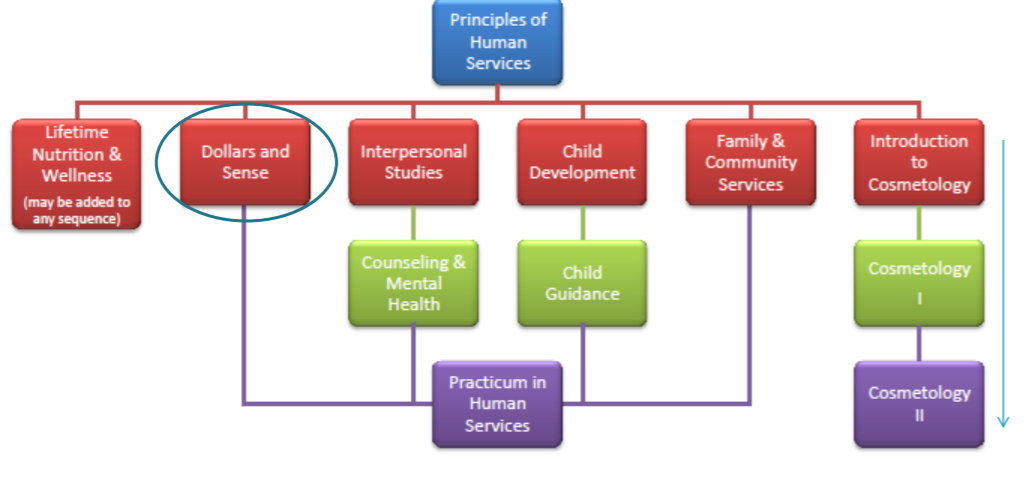 Principles of
Human
Services
Lifetime
Nutrition &
Wellness
(may be added to
any sequence)
Dollars and
Sense
Interpersonal
Studies
Child
Development
Family &
Community
Services
Introduction
to
Cosmetology
Counseling &
Mental
Health
Child
Guidance
Cosmetology
I
Practicum in
Human
Services
Cosmetology
II